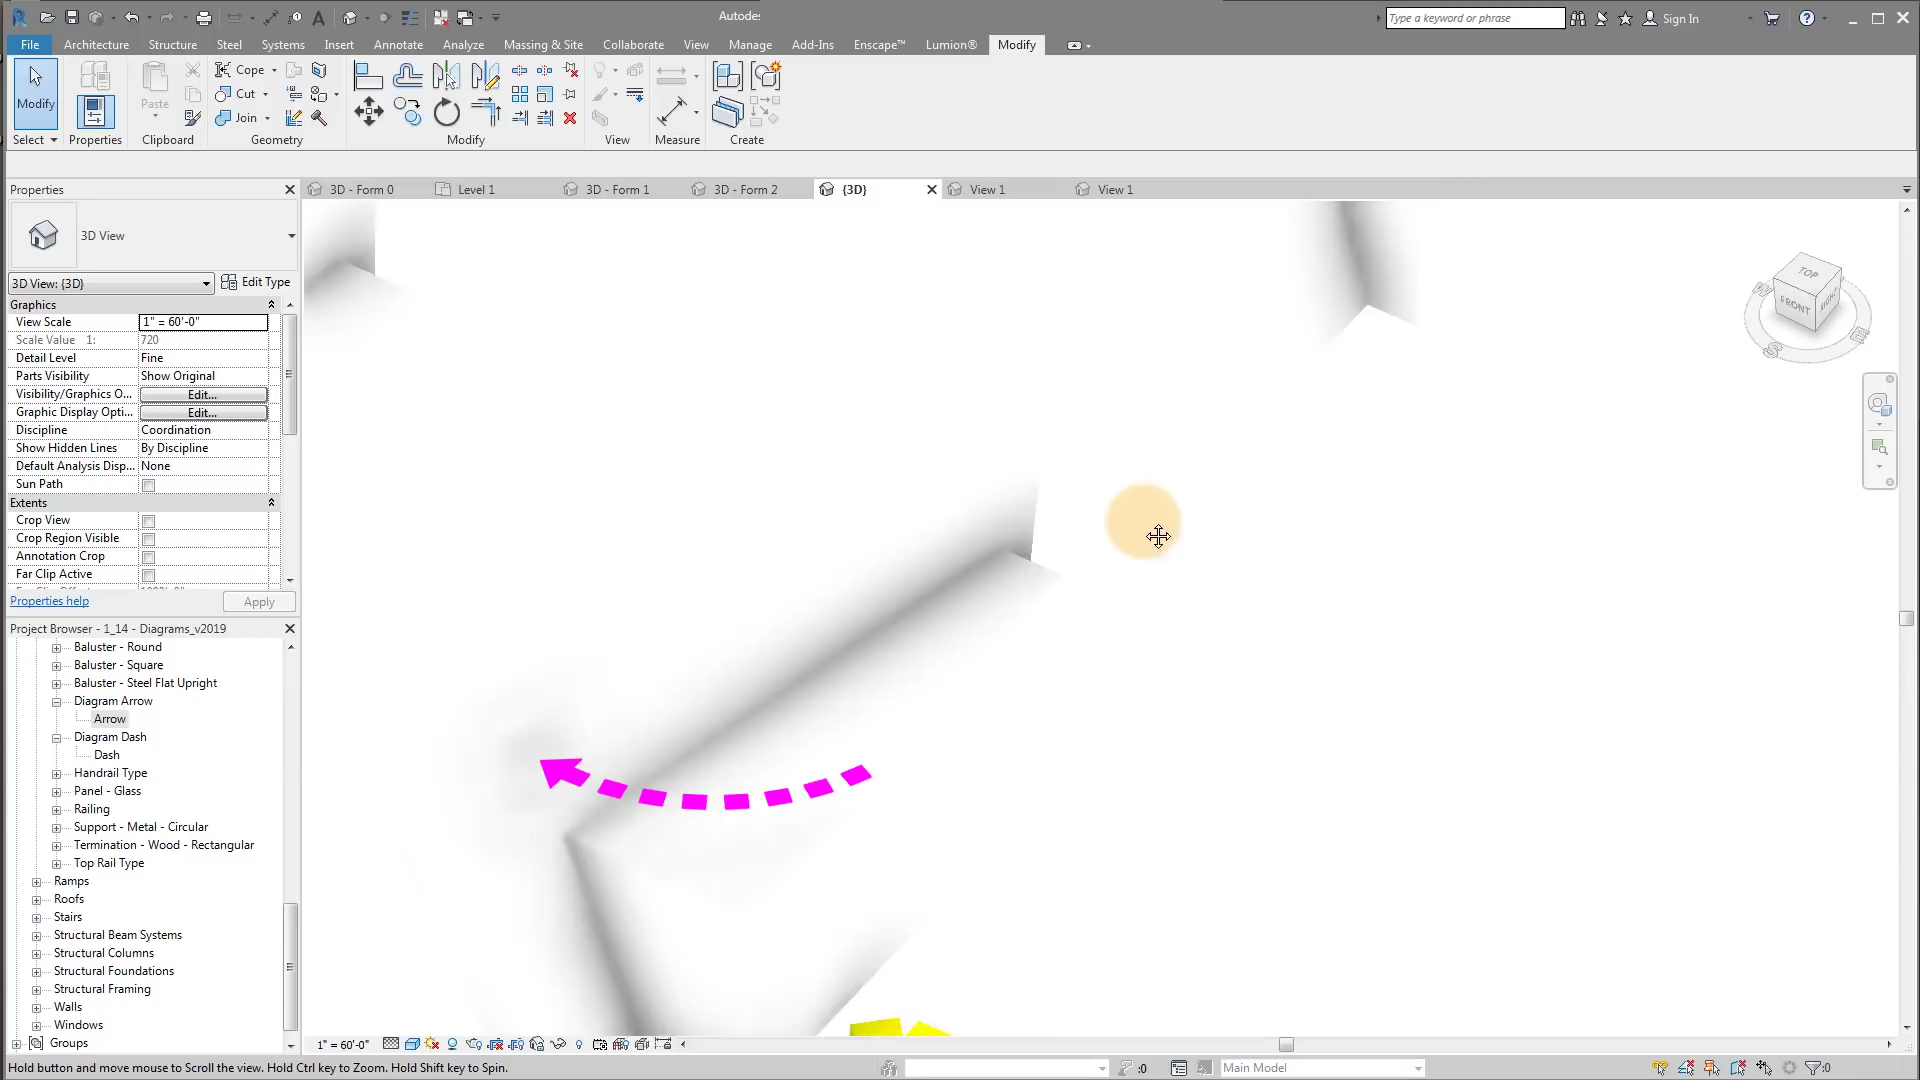 Autodes
Type a keyword or phrase
Sign In
File Architecture Structure Steel Systems Insert Annotate Analyze Massing & Site Collaborate View Manage Add-Ins Enscape™ Lumion® Modify
Modify
Paste
Cope
Cut
Join
Select Properties Clipboard Geometry Modify View Measure Create
Properties
3D - Form 0 Level 1 3D - Form 1 3D - Form 2 {3D} View 1 View 1
3D View
3D View: {3D} Edit Type
Graphics
View Scale 1" = 60'-0"
Scale Value 1: 720
Detail Level Fine
Parts Visibility Show Original
Visibility/Graphics O... Edit...
Graphic Display Opti... Edit...
Discipline Coordination
Show Hidden Lines By Discipline
Default Analysis Disp... None
Sun Path
Extents
Crop View
Crop Region Visible
Annotation Crop
Far Clip Active
Properties help Apply
Project Browser - 1_14 - Diagrams_v2019
Baluster - Round
Baluster - Square
Baluster - Steel Flat Upright
Diagram Arrow
Arrow
Diagram Dash
Dash
Handrail Type
Panel - Glass
Railing
Support - Metal - Circular
Termination - Wood - Rectangular
Top Rail Type
Ramps
Roofs
Stairs
Structural Beam Systems
Structural Columns
Structural Foundations
Structural Framing
Walls
Windows
Groups
TOP
FRONT
RIGHT
W
S
E
1" = 60'-0"
Hold button and move mouse to Scroll the view. Hold Ctrl key to Zoom. Hold Shift key to Spin.
:0
Main Model
:0